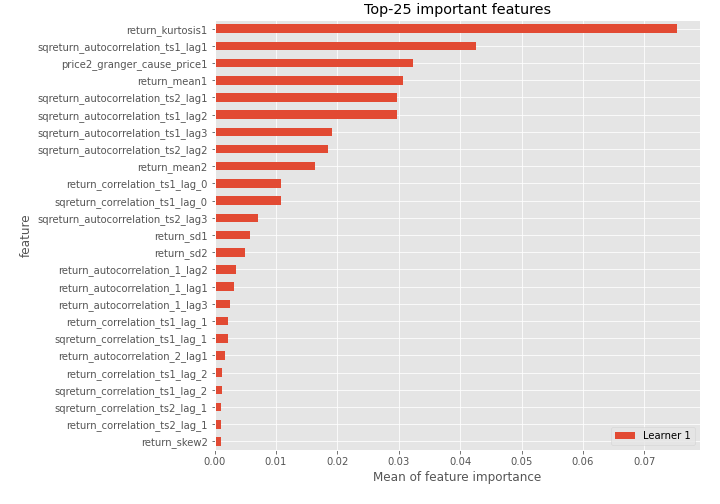 Top-25 important features
return_kurtosis1
sqreturn_autocorrelation_ts1_lag1
price2_granger_cause_price1
return_mean1
sqreturn_autocorrelation_ts2_lag1
sqreturn_autocorrelation_ts1_lag2
sqreturn_autocorrelation_ts1_lag3
sqreturn_autocorrelation_ts2_lag2
return_mean2
return_correlation_ts1_lag_0
sqreturn_correlation_ts1_lag_0
sqreturn_autocorrelation_ts2_lag3
return_sd1
return_sd2
return_autocorrelation_1_lag2
return_autocorrelation_1_lag1
return_autocorrelation_1_lag3
return_correlation_ts1_lag_1
sqreturn_correlation_ts1_lag_1
return_autocorrelation_2_lag1
return_correlation_ts1_lag_2
sqreturn_correlation_ts1_lag_2
sqreturn_correlation_ts2_lag_1
return_correlation_ts2_lag_1
return_skew2
feature
Learner 1
0.00 0.01 0.02 0.03 0.04 0.05 0.06 0.07
Mean of feature importance